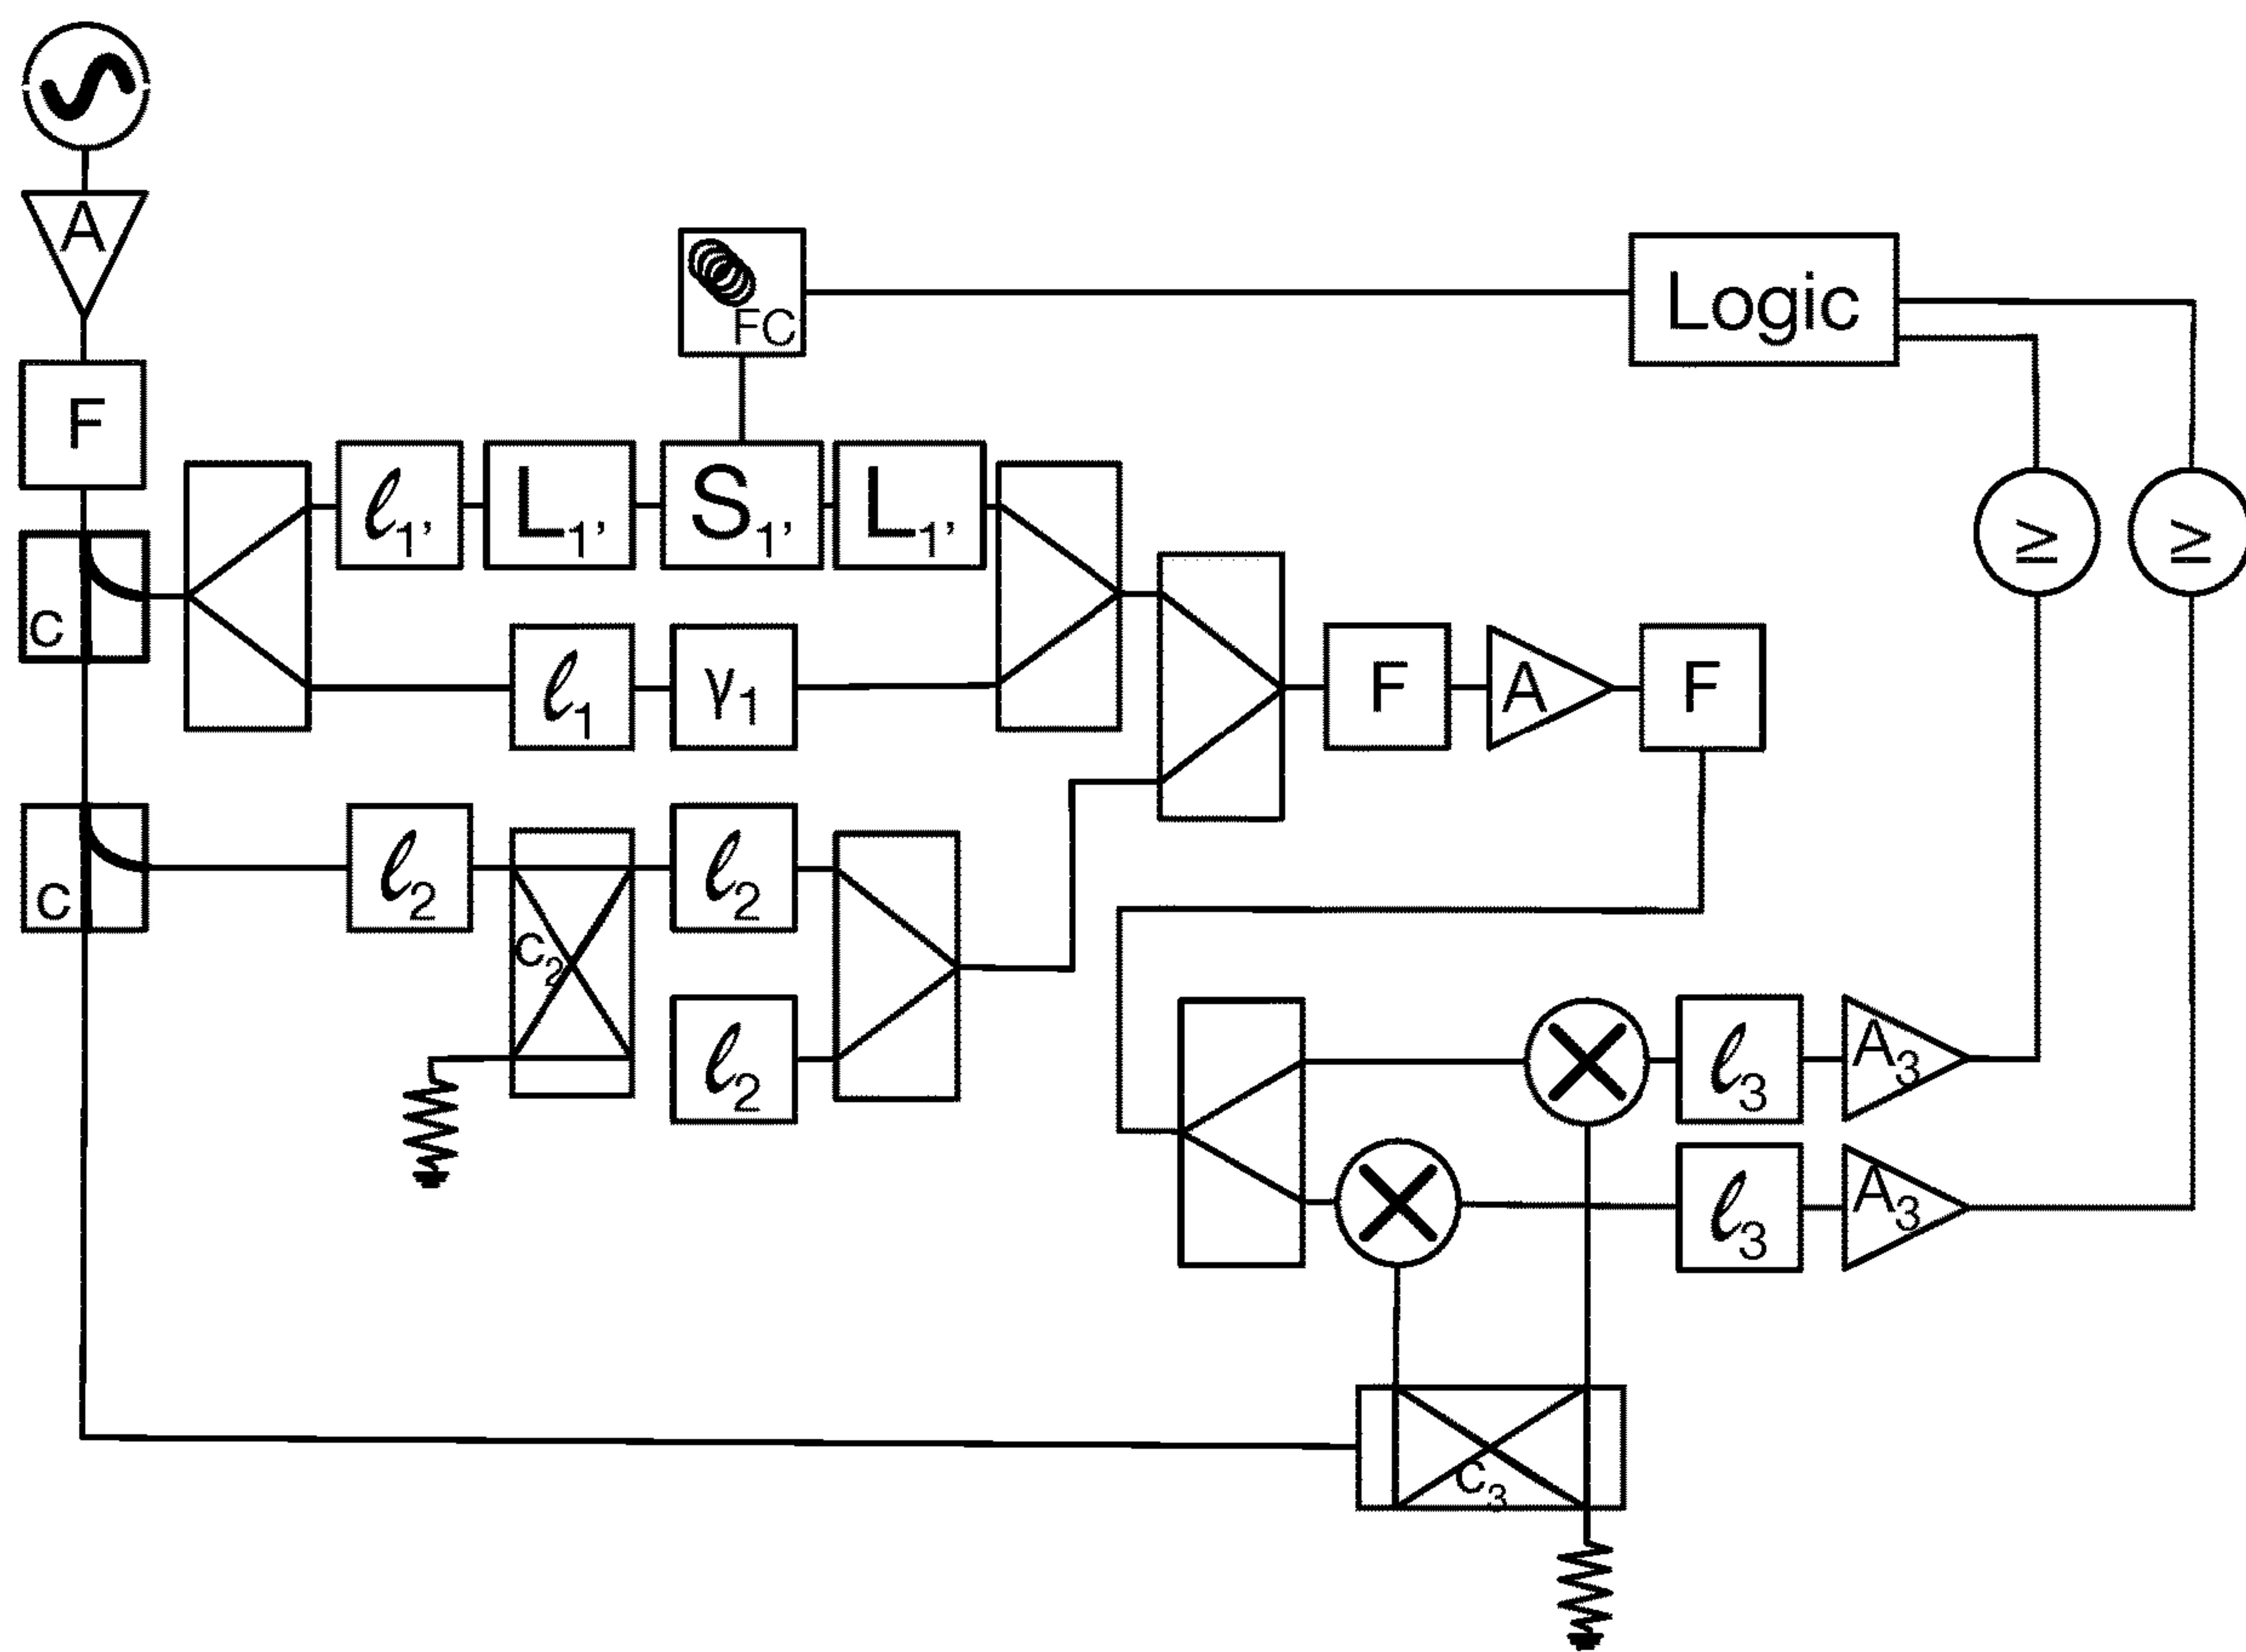 A
FC
Logic
F
ℓ1' L1' S1' L1'
≥ ≥
C
ℓ1 γ1
F A F
C
ℓ2 C2 ℓ2
ℓ2
ℓ3 A3
ℓ3 A3
C3